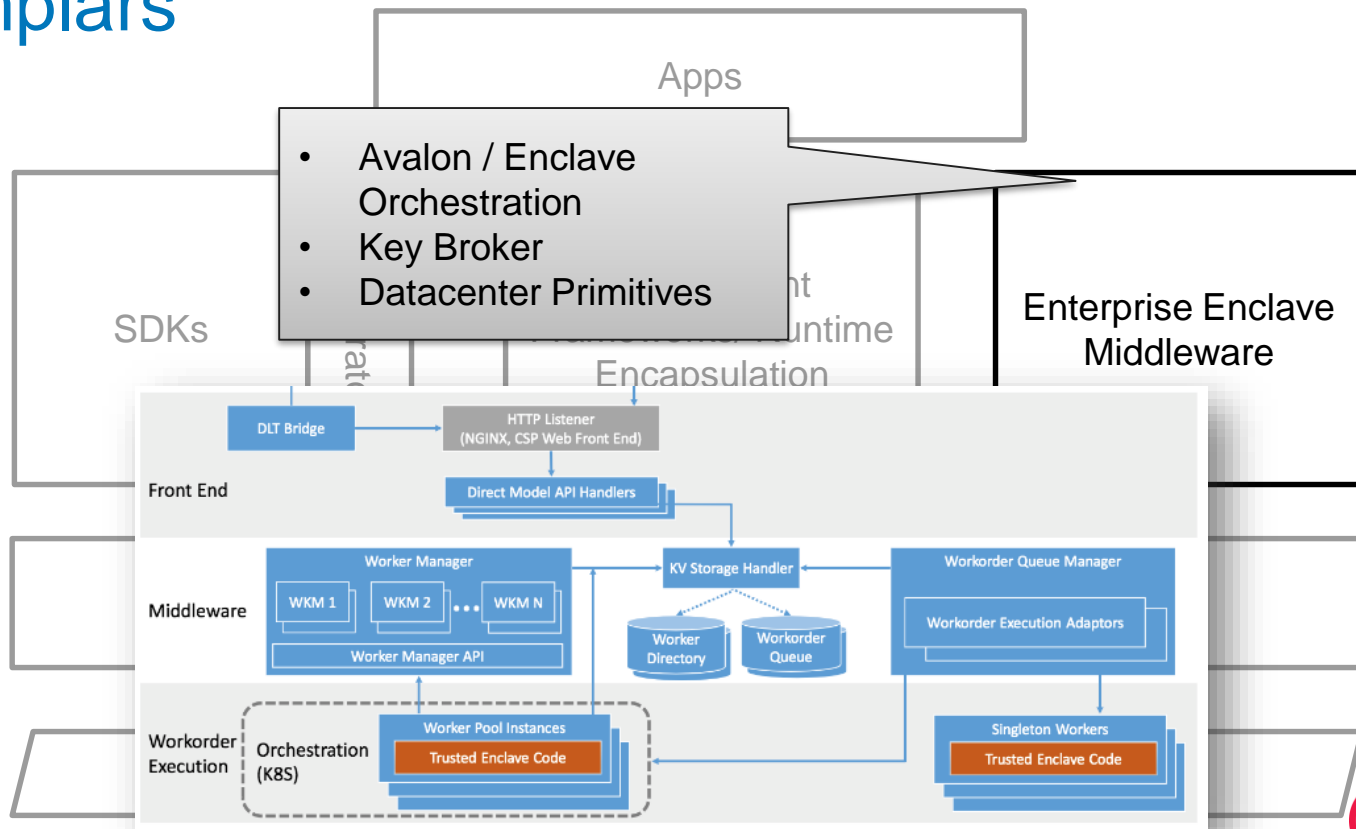 Apps
• Avalon / Enclave
Orchestration
• Key Broker
• Datacenter Primitives
SDKs
Encapsulation
Enterprise Enclave
Middleware
DLT Bridge
HTTP Listener
(NGINX, CSP Web Front End)
Front End
Direct Model API Handlers
Middleware
Worker Manager
WKM 1
WKM 2
•••
WKM N
Worker Manager API
KV Storage Handler
Worker
Directory
Workorder
Queue
Workorder Queue Manager
Workorder Execution Adaptors
Workorder
Execution
Orchestration
(K8S)
Worker Pool Instances
Trusted Enclave Code
Singleton Workers
Trusted Enclave Code